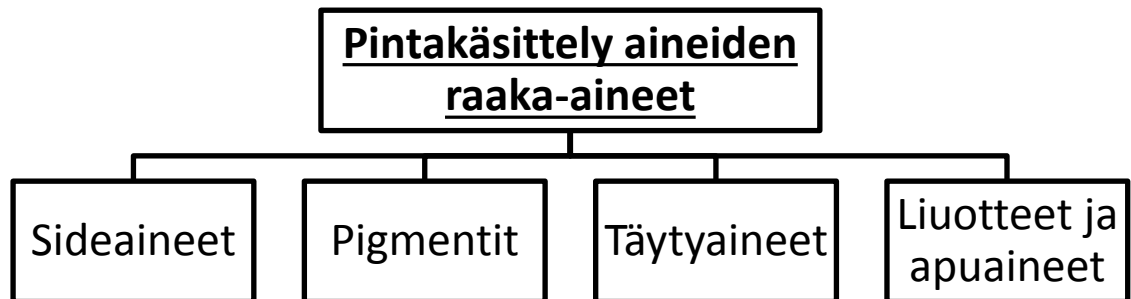 Pintakäsittely aineiden
raaka-aineet
Sideaineet
Pigmentit
Täytyaineet
Liuotteet ja
apuaineet